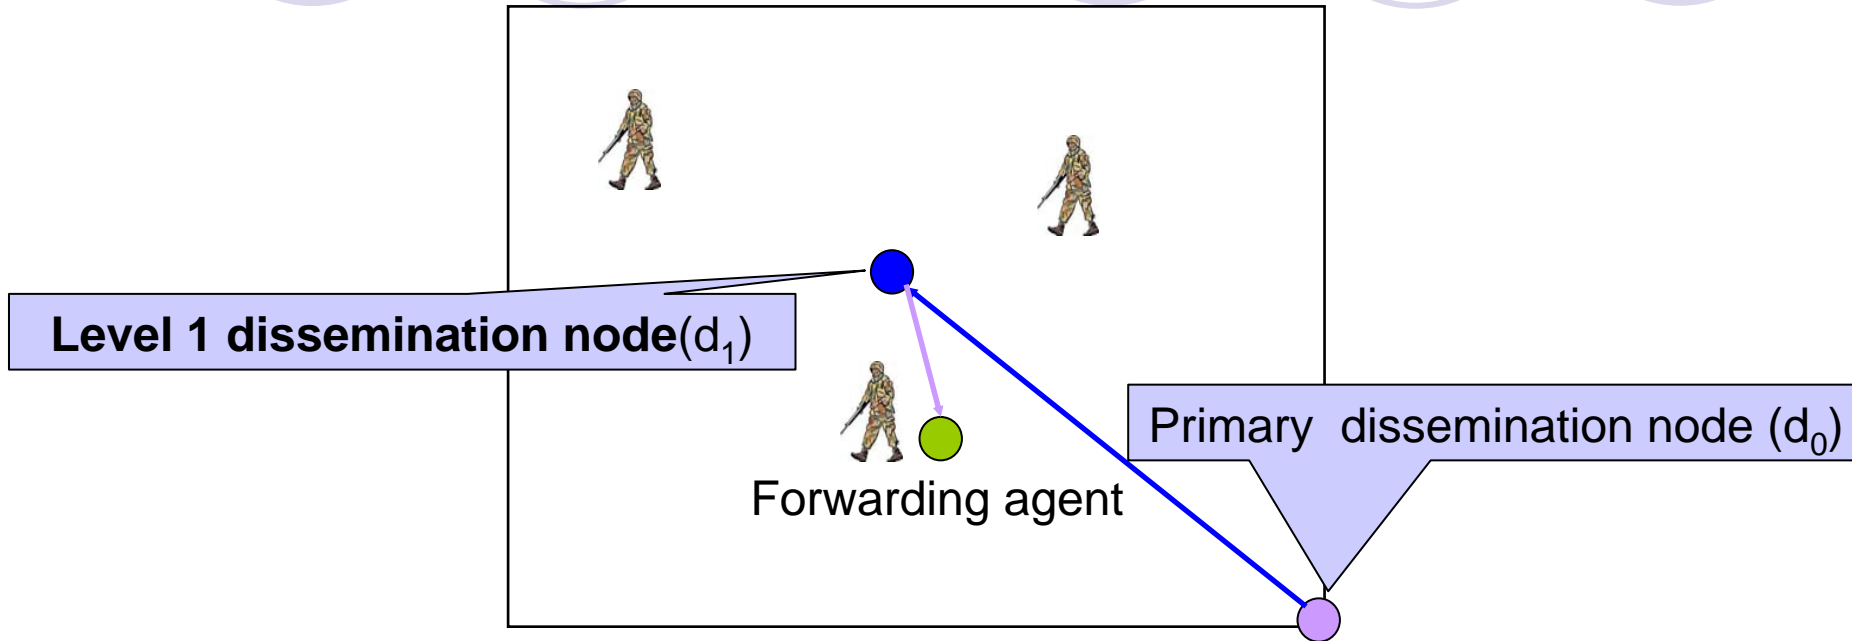 Level 1 dissemination node(d₁)
Primary dissemination node (d₀)
Forwarding agent